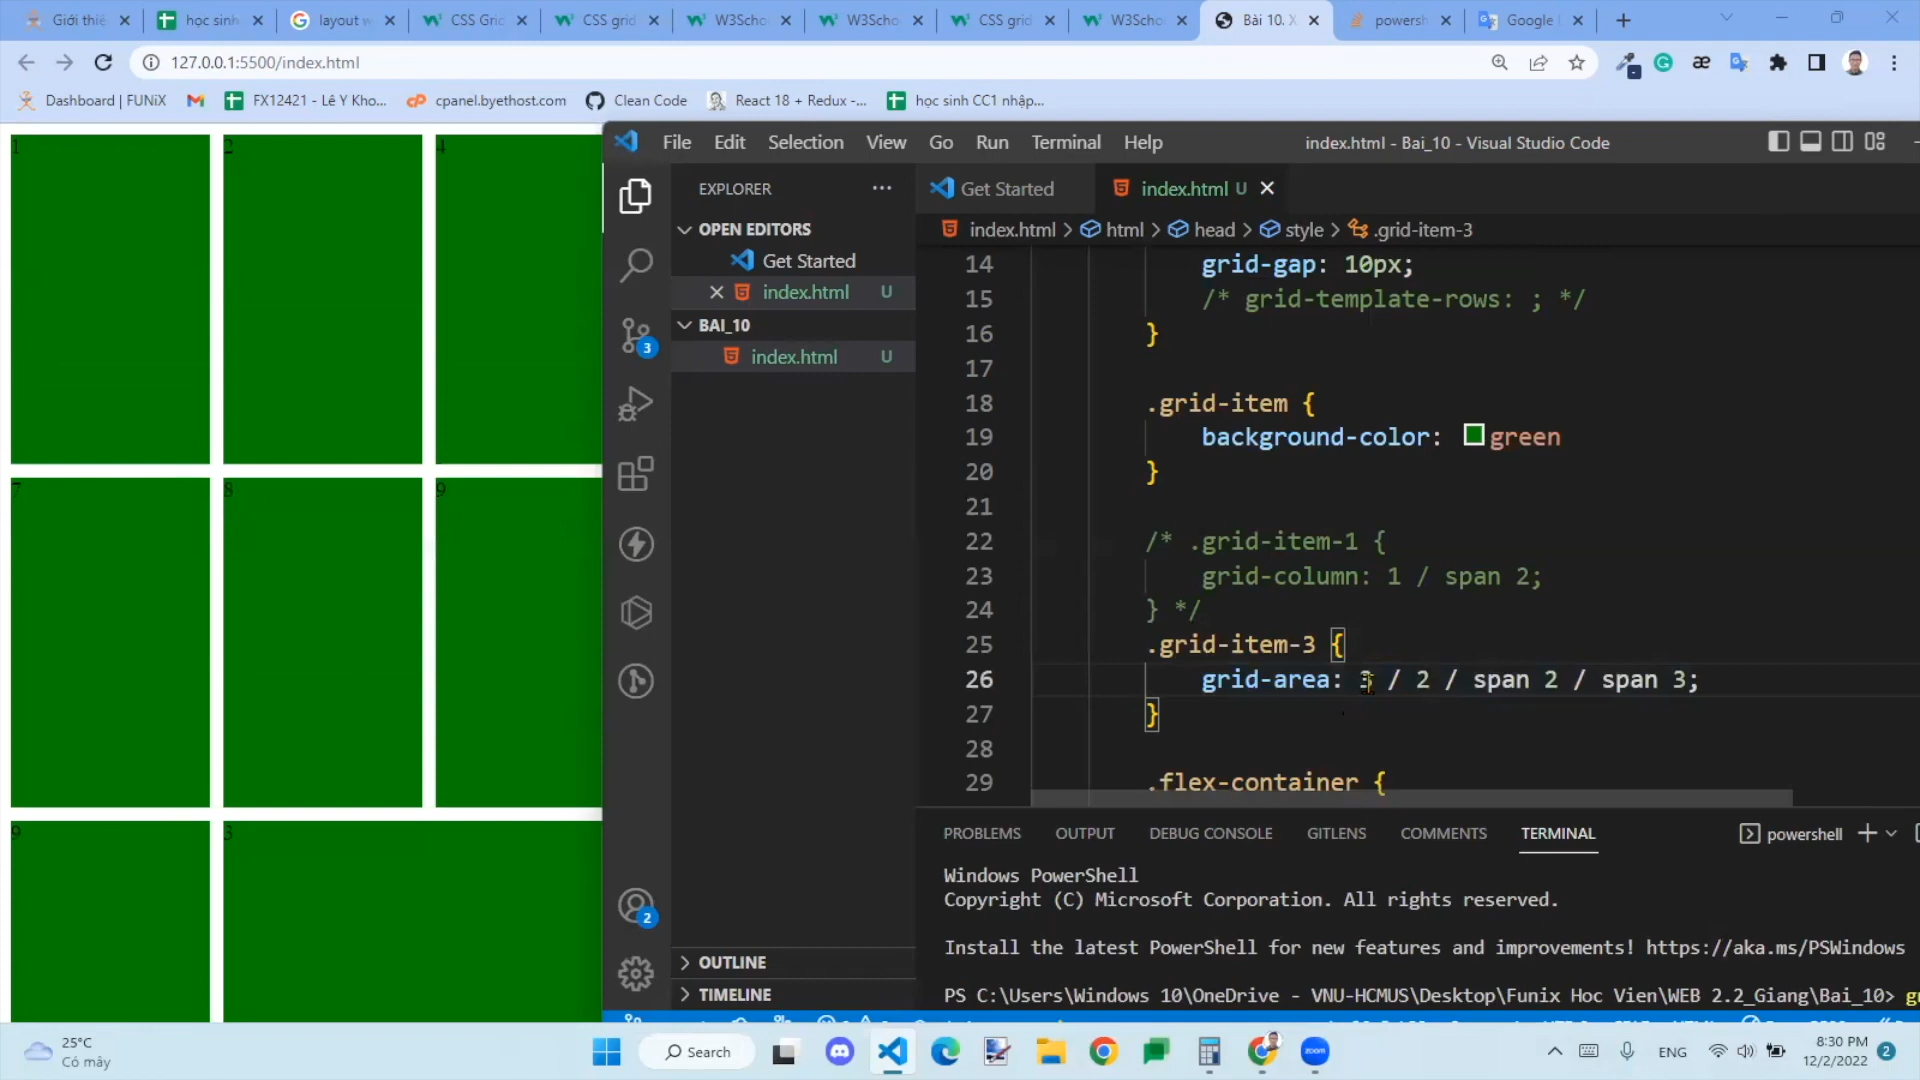 Giới thiệ
học sinh
layout w
CSS Grid
CSS grid
W3Scho
W3Scho
CSS grid
W3Scho
Bài 10. X
powersh
Google
127.0.0.1:5500/index.html
Dashboard | FUNiX
FX12421 - Lê Y Kho...
cpanel.byethost.com
Clean Code
React 18 + Redux -...
học sinh CC1 nhập...
1
2
4
7
8
9
9
3
File Edit Selection View Go Run Terminal Help
index.html - Bai_10 - Visual Studio Code
EXPLORER
OPEN EDITORS
Get Started
index.html U
BAI_10
index.html U
OUTLINE
TIMELINE
3
2
Get Started
index.html U
index.html > html > head > style > .grid-item-3
14 grid-gap: 10px;
15 /* grid-template-rows: ; */
16 }
17
18 .grid-item {
19 background-color: green
20 }
21
22 /* .grid-item-1 {
23 grid-column: 1 / span 2;
24 } */
25 .grid-item-3 {
26 grid-area: 3 / 2 / span 2 / span 3;
27 }
28
29 .flex-container {
PROBLEMS OUTPUT DEBUG CONSOLE GITLENS COMMENTS TERMINAL
powershell
Windows PowerShell
Copyright (C) Microsoft Corporation. All rights reserved.
Install the latest PowerShell for new features and improvements! https://aka.ms/PSWindows
PS C:\Users\Windows 10\OneDrive - VNU-HCMUS\Desktop\Funix Hoc Vien\WEB 2.2_Giang\Bai_10>
25°C
Có mây
Search
zoom
ENG
8:30 PM
12/2/2022
2